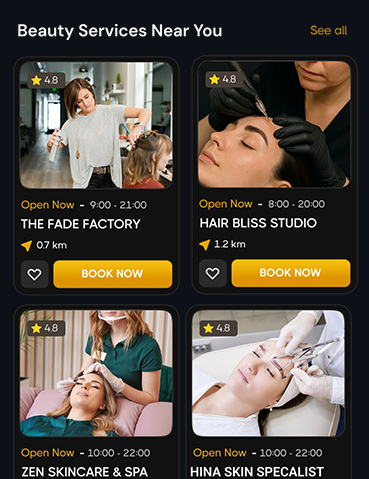 Beauty Services Near You
See all
4.8
4.8
Open Now - 9:00 - 21:00
Open Now - 8:00 - 20:00
THE FADE FACTORY
HAIR BLISS STUDIO
0.7 km
1.2 km
BOOK NOW
BOOK NOW
4.8
4.8
Open Now - 10:00 - 22:00
Open Now - 10:00 - 22:00
ZEN SKINCARE & SPA
HINA SKIN SPECALIST